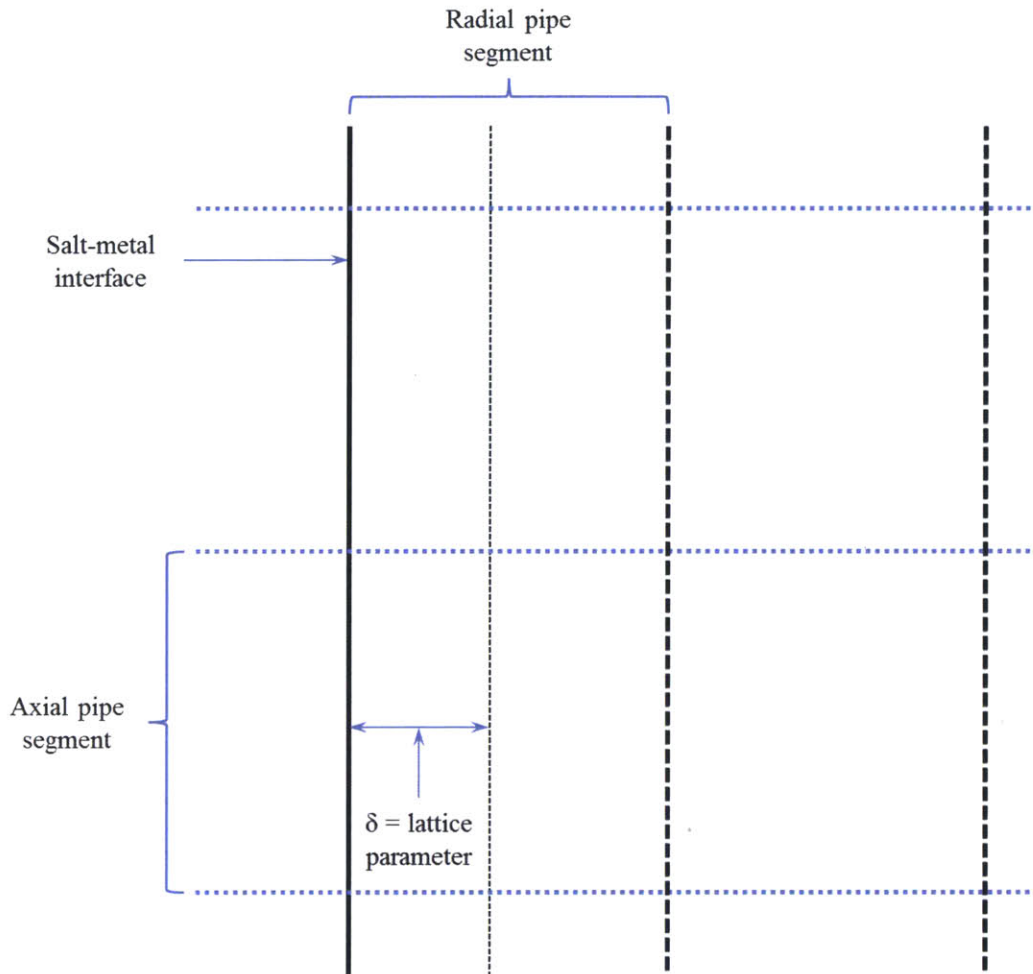 Radial pipe
segment
Salt-metal
interface
Axial pipe
segment
δ = lattice
parameter